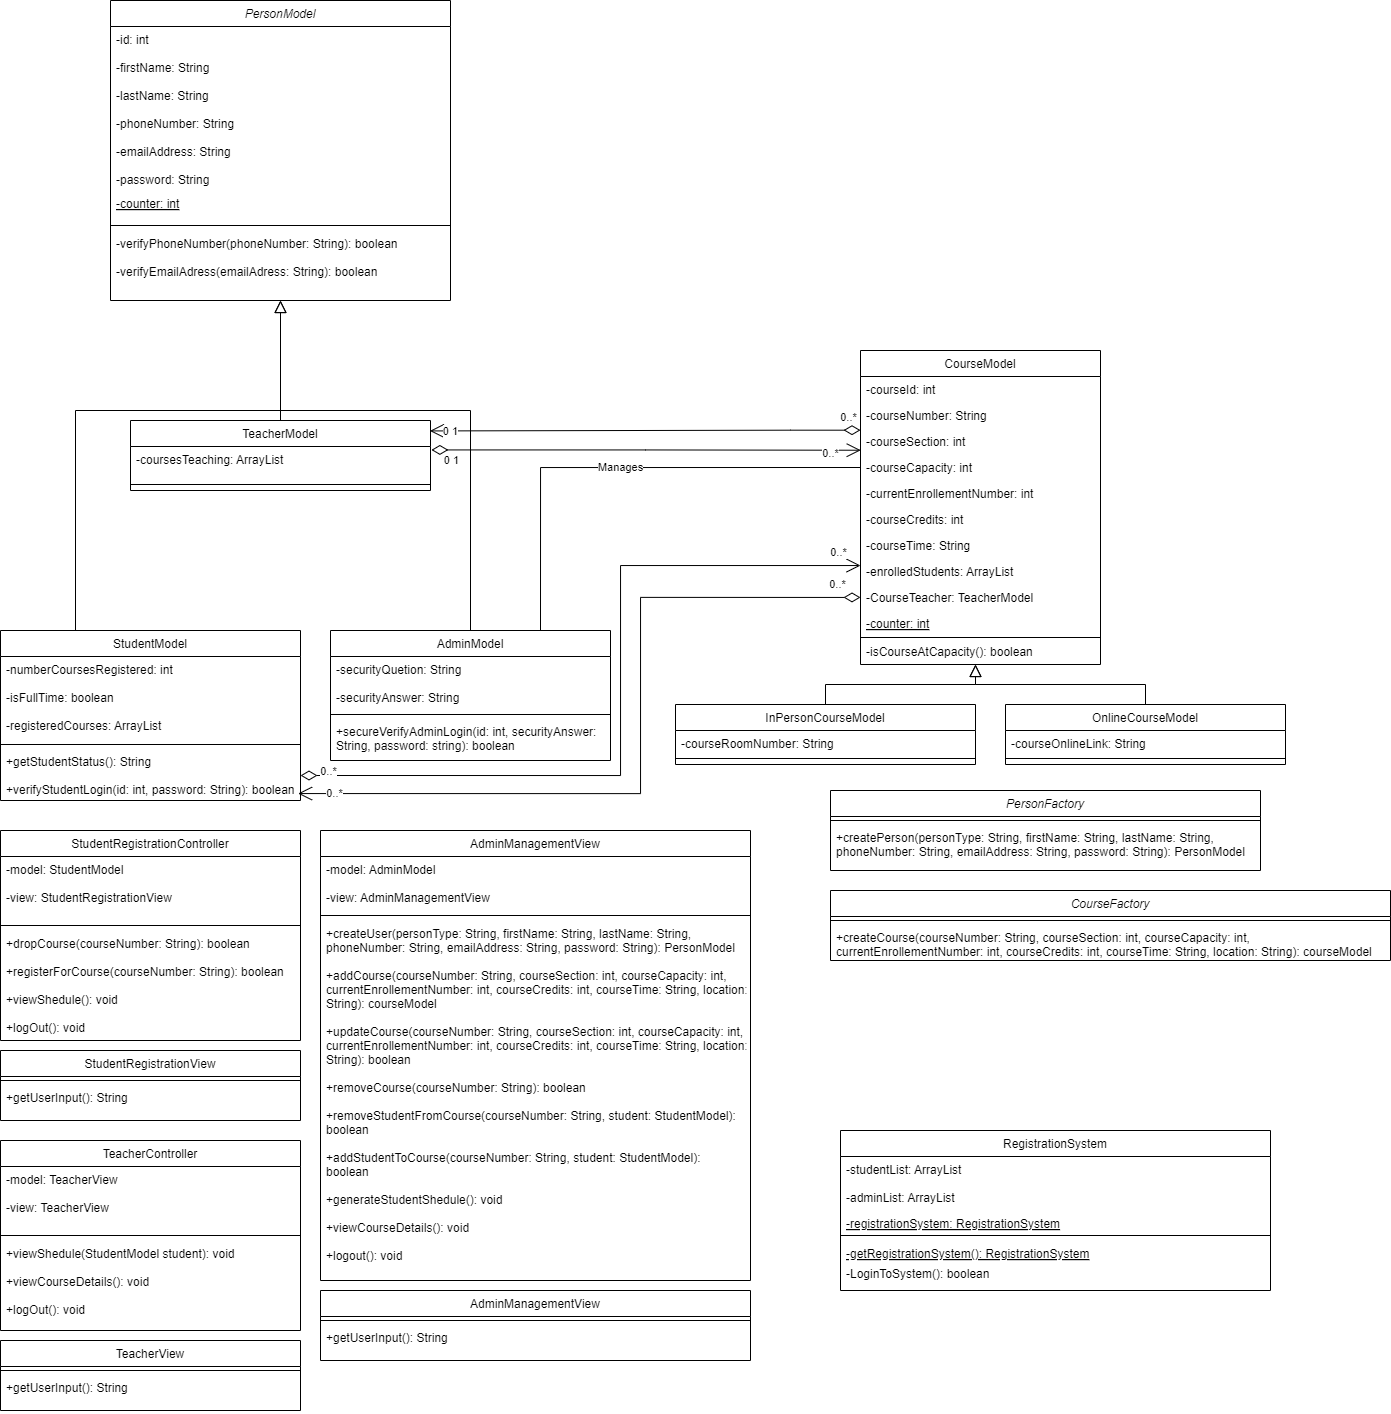 PersonModel
-id: int
-firstName: String
-lastName: String
-phoneNumber: String
-emailAddress: String
-password: String
-counter: int
-verifyPhoneNumber(phoneNumber: String): boolean
-verifyEmailAdress(emailAdress: String): boolean
TeacherModel
-coursesTeaching: ArrayList
0 1
0 1
0..*
0..*
Manages
0..*
0..*
CourseModel
-courseId: int
-courseNumber: String
-courseSection: int
-courseCapacity: int
-currentEnrollementNumber: int
-courseCredits: int
-courseTime: String
-enrolledStudents: ArrayList
-CourseTeacher: TeacherModel
-counter: int
-isCourseAtCapacity(): boolean
StudentModel
-numberCoursesRegistered: int
-isFullTime: boolean
-registeredCourses: ArrayList
+getStudentStatus(): String
+verifyStudentLogin(id: int, password: String): boolean
0..*
0..*
AdminModel
-securityQuetion: String
-securityAnswer: String
+secureVerifyAdminLogin(id: int, securityAnswer:
String, password: string): boolean
InPersonCourseModel
-courseRoomNumber: String
OnlineCourseModel
-courseOnlineLink: String
PersonFactory
+createPerson(personType: String, firstName: String, lastName: String,
phoneNumber: String, emailAddress: String, password: String): PersonModel
CourseFactory
+createCourse(courseNumber: String, courseSection: int, courseCapacity: int,
currentEnrollementNumber: int, courseCredits: int, courseTime: String, location: String): courseModel
StudentRegistrationController
-model: StudentModel
-view: StudentRegistrationView
+dropCourse(courseNumber: String): boolean
+registerForCourse(courseNumber: String): boolean
+viewShedule(): void
+logOut(): void
StudentRegistrationView
+getUserInput(): String
TeacherController
-model: TeacherView
-view: TeacherView
+viewShedule(StudentModel student): void
+viewCourseDetails(): void
+logOut(): void
TeacherView
+getUserInput(): String
AdminManagementView
-model: AdminModel
-view: AdminManagementView
+createUser(personType: String, firstName: String, lastName: String,
phoneNumber: String, emailAddress: String, password: String): PersonModel
+addCourse(courseNumber: String, courseSection: int, courseCapacity: int,
currentEnrollementNumber: int, courseCredits: int, courseTime: String, location:
String): courseModel
+updateCourse(courseNumber: String, courseSection: int, courseCapacity: int,
currentEnrollementNumber: int, courseCredits: int, courseTime: String, location:
String): boolean
+removeCourse(courseNumber: String): boolean
+removeStudentFromCourse(courseNumber: String, student: StudentModel):
boolean
+addStudentToCourse(courseNumber: String, student: StudentModel):
boolean
+generateStudentShedule(): void
+viewCourseDetails(): void
+logout(): void
AdminManagementView
+getUserInput(): String
RegistrationSystem
-studentList: ArrayList
-adminList: ArrayList
-registrationSystem: RegistrationSystem
-getRegistrationSystem(): RegistrationSystem
-LoginToSystem(): boolean